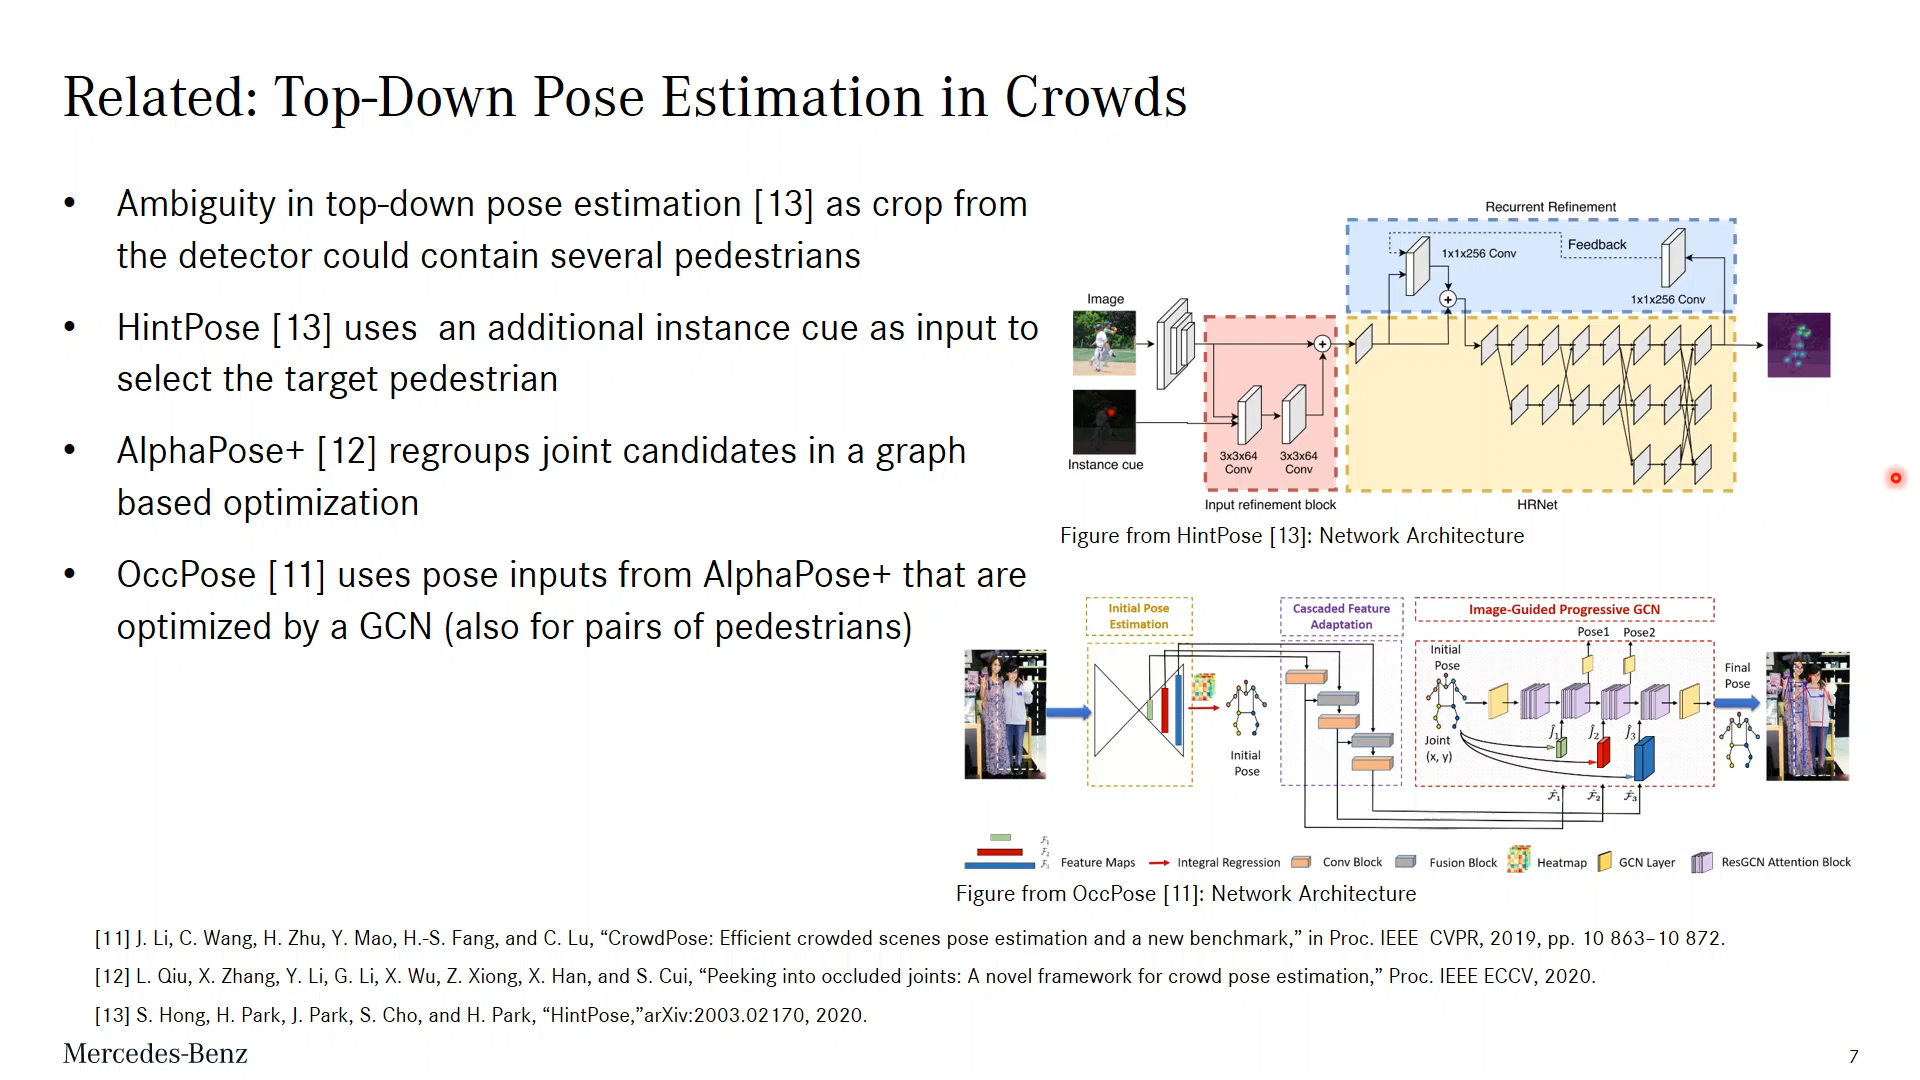 Related: Top-Down Pose Estimation in Crowds
• Ambiguity in top-down pose estimation [13] as crop from
the detector could contain several pedestrians
• HintPose [13] uses  an additional instance cue as input to
select the target pedestrian
• AlphaPose+ [12] regroups joint candidates in a graph
based optimization
• OccPose [11] uses pose inputs from AlphaPose+ that are
optimized by a GCN (also for pairs of pedestrians)
Recurrent Refinement
Feedback
1x1x256 Conv
1x1x256 Conv
Image
Instance cue
3x3x64
Conv
3x3x64
Conv
Input refinement block
HRNet
Figure from HintPose [13]: Network Architecture
Initial Pose
Estimation
Cascaded Feature
Adaptation
Image-Guided Progressive GCN
Pose1
Pose2
Initial
Pose
Initial
Pose
Joint
(x, y)
Ĵ₁
Ĵ₂
Ĵ₃
F̂₁
F̂₂
F̂₃
Final
Pose
F₁
F₂
F₃
Feature Maps
Integral Regression
Conv Block
Fusion Block
Heatmap
GCN Layer
ResGCN Attention Block
Figure from OccPose [11]: Network Architecture
[11] J. Li, C. Wang, H. Zhu, Y. Mao, H.-S. Fang, and C. Lu, “CrowdPose: Efficient crowded scenes pose estimation and a new benchmark,” in Proc. IEEE  CVPR, 2019, pp. 10 863–10 872.
[12] L. Qiu, X. Zhang, Y. Li, G. Li, X. Wu, Z. Xiong, X. Han, and S. Cui, “Peeking into occluded joints: A novel framework for crowd pose estimation,” Proc. IEEE ECCV, 2020.
[13] S. Hong, H. Park, J. Park, S. Cho, and H. Park, “HintPose,”arXiv:2003.02170, 2020.
Mercedes-Benz
7